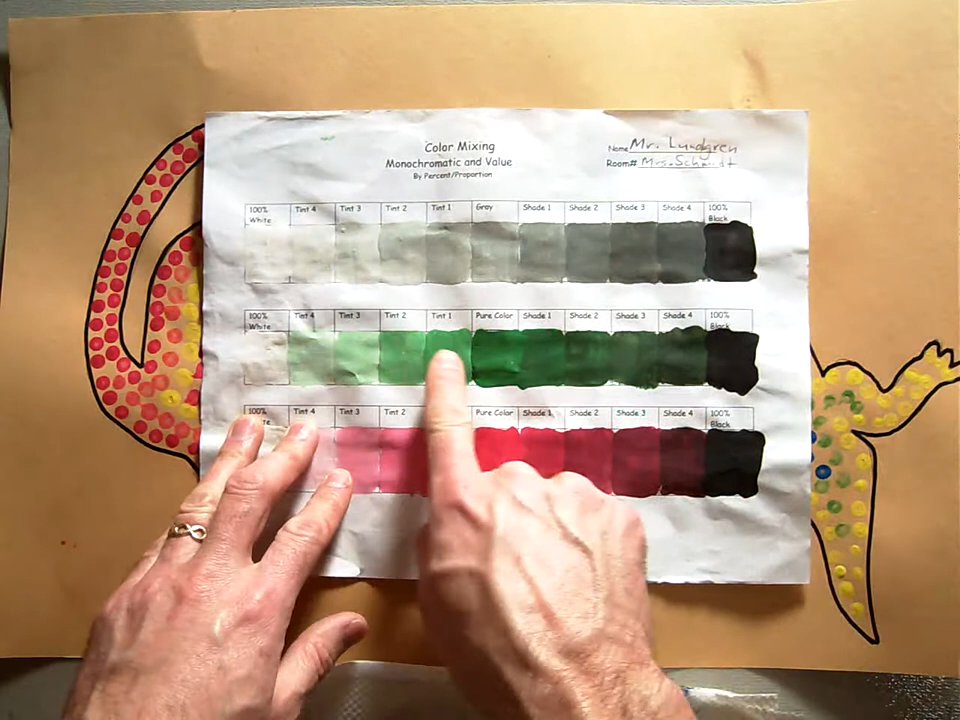 Color Mixing
Monochromatic and Value
By Percent/Proportion
Name Mr. Lundgren
Room# Mrs. Schmidt
100% White Tint 4 Tint 3 Tint 2 Tint 1 Gray Shade 1 Shade 2 Shade 3 Shade 4 100% Black
100% White Tint 4 Tint 3 Tint 2 Tint 1 Pure Color Shade 1 Shade 2 Shade 3 Shade 4 100% Black
100% Tint 4 Tint 3 Tint 2 Pure Color Shade 1 Shade 2 Shade 3 Shade 4 100% Black